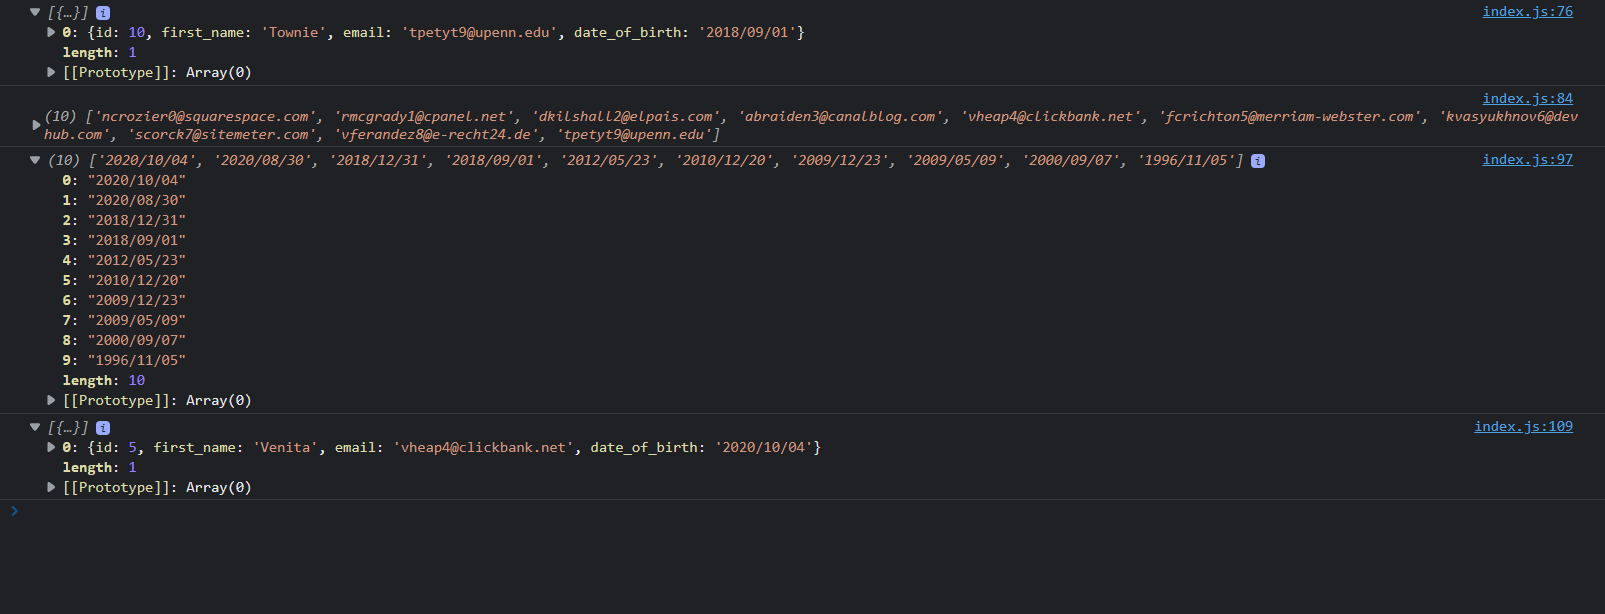 [{…}] i index.js:76
0: {id: 10, first_name: 'Townie', email: 'tpetyt9@upenn.edu', date_of_birth: '2018/09/01'}
length: 1
[[Prototype]]: Array(0)
index.js:84
(10) ['ncrozier0@squarespace.com', 'rmcgrady1@cpanel.net', 'dkilshall2@elpais.com', 'abraiden3@canalblog.com', 'vheap4@clickbank.net', 'fcrichton5@merriam-webster.com', 'kvasyukhnov6@dev
hub.com', 'scorck7@sitemeter.com', 'vferandez8@e-recht24.de', 'tpetyt9@upenn.edu']
(10) ['2020/10/04', '2020/08/30', '2018/12/31', '2018/09/01', '2012/05/23', '2010/12/20', '2009/12/23', '2009/05/09', '2000/09/07', '1996/11/05'] i index.js:97
0: "2020/10/04"
1: "2020/08/30"
2: "2018/12/31"
3: "2018/09/01"
4: "2012/05/23"
5: "2010/12/20"
6: "2009/12/23"
7: "2009/05/09"
8: "2000/09/07"
9: "1996/11/05"
length: 10
[[Prototype]]: Array(0)
[{…}] i index.js:109
0: {id: 5, first_name: 'Venita', email: 'vheap4@clickbank.net', date_of_birth: '2020/10/04'}
length: 1
[[Prototype]]: Array(0)